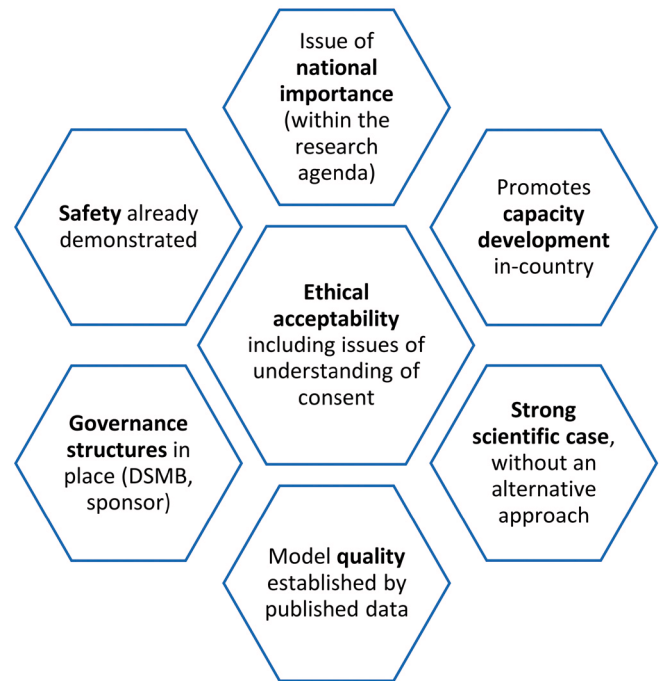 Issue of
national
importance
(within the
research
agenda)
Safety already
demonstrated
Promotes
capacity
development
in-country
Ethical
acceptability
including issues of
understanding of
consent
Governance
structures in
place (DSMB,
sponsor)
Strong
scientific case,
without an
alternative
approach
Model quality
established by
published data